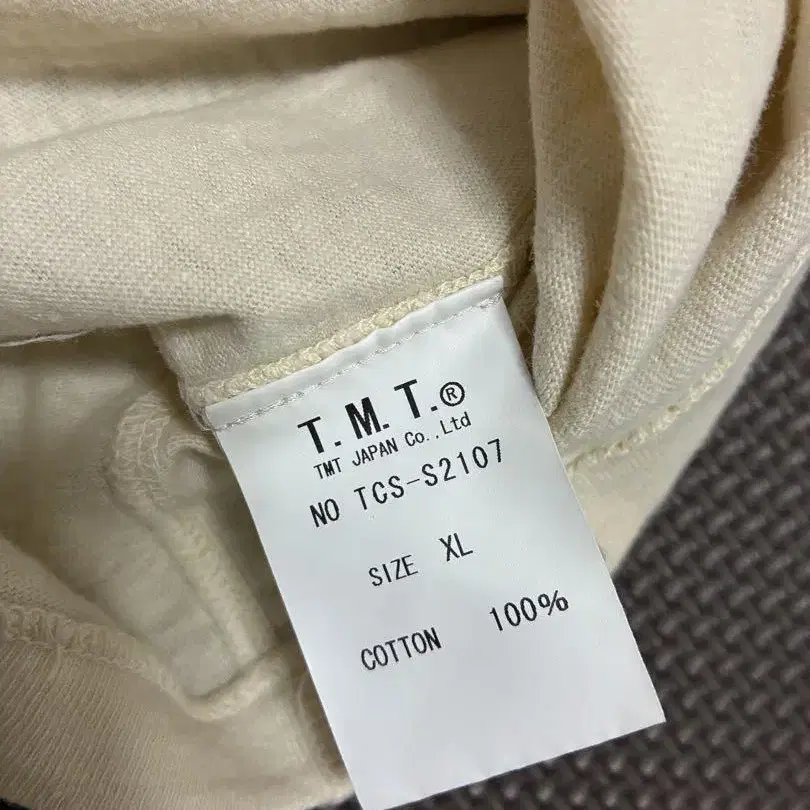 T.M.T.®
TMT JAPAN Co.,Ltd
NO TCS-S2107
SIZE XL
COTTON 100%